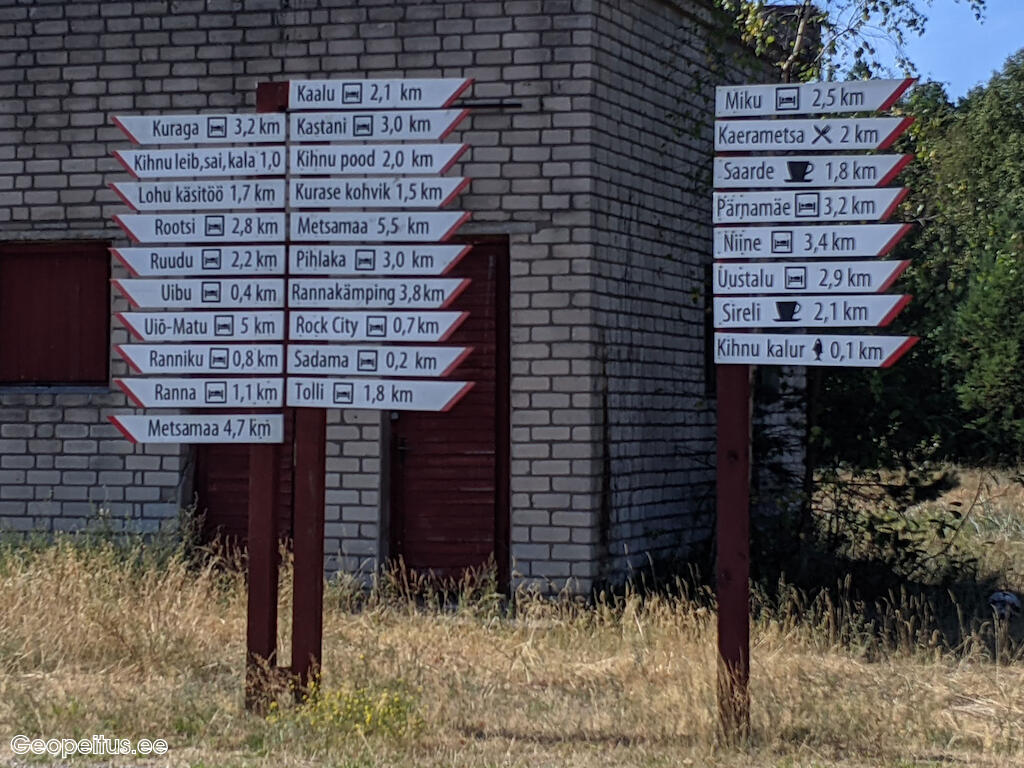 Kuraga 3,2 km
Kihnu leib, sai, kala 1,0
Lohu käsitöö 1,7 km
Rootsi 2,8 km
Ruudu 2,2 km
Uibu 0,4 km
Uiõ-Matu 5 km
Ranniku 0,8 km
Ranna 1,1 km
Metsamaa 4,7 km
Kaalu 2,1 km
Kastani 3,0 km
Kihnu pood 2,0 km
Kurase kohvik 1,5 km
Metsamaa 5,5 km
Pihlaka 3,0 km
Rannakämping 3,8 km
Rock City 0,7 km
Sadama 0,2 km
Tolli 1,8 km
Miku 2,5 km
Kaerametsa 2 km
Saarde 1,8 km
Pärnamäe 3,2 km
Niine 3,4 km
Uustalu 2,9 km
Sireli 2,1 km
Kihnu kalur 0,1 km
Geopeitus.ee